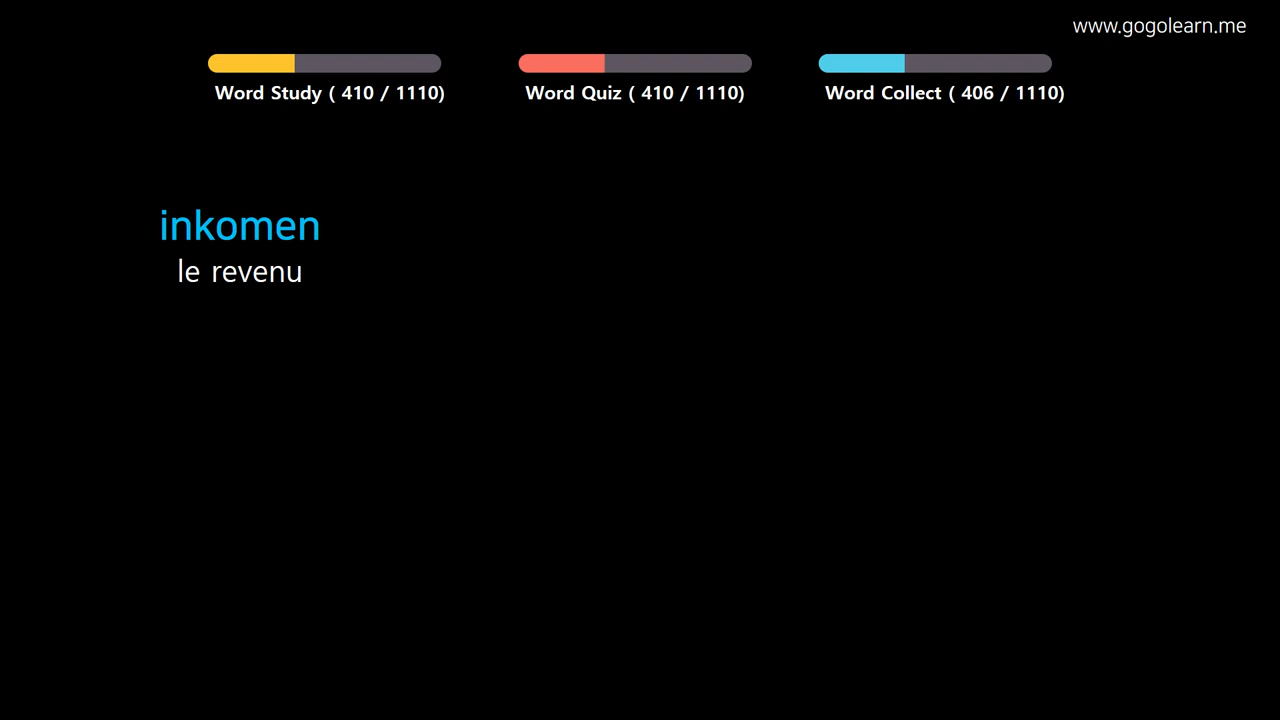 www.gogolearn.me
Word Study ( 410 / 1110)
Word Quiz ( 410 / 1110)
Word Collect ( 406 / 1110)
inkomen
le revenu